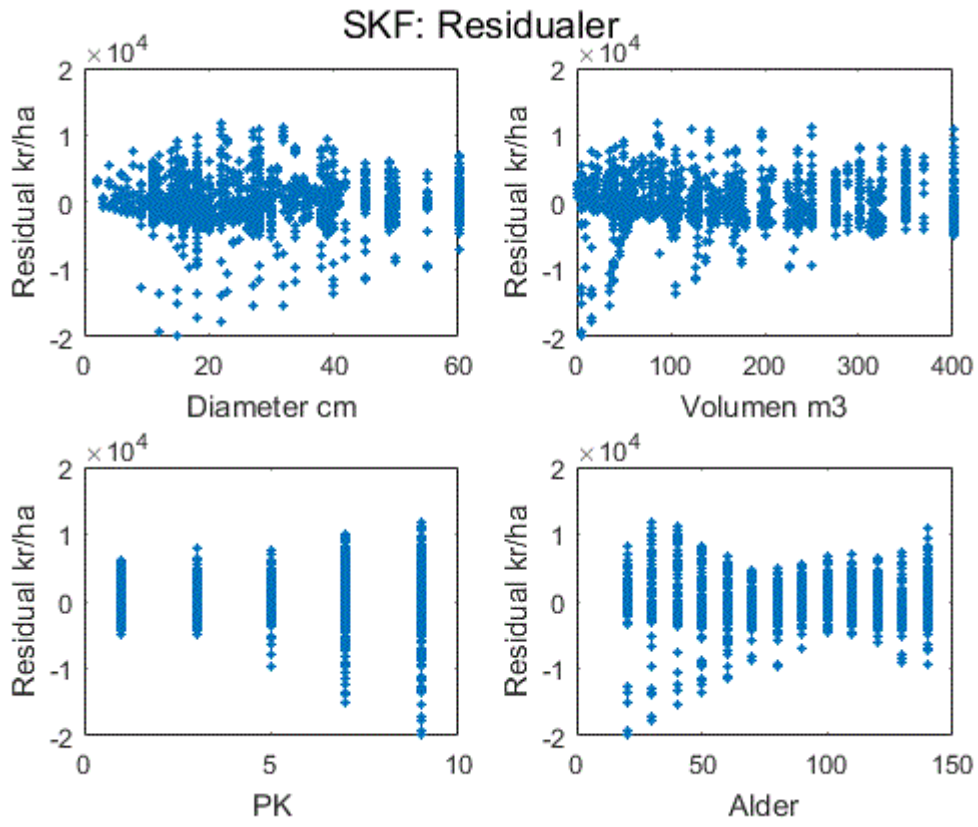 SKF: Residualer
×10^4
2
1
0
-1
-2
Residual kr/ha
0 20 40 60
Diameter cm
×10^4
2
1
0
-1
-2
Residual kr/ha
0 100 200 300 400
Volumen m3
×10^4
2
1
0
-1
-2
Residual kr/ha
0 5 10
PK
×10^4
2
1
0
-1
-2
Residual kr/ha
0 50 100 150
Alder